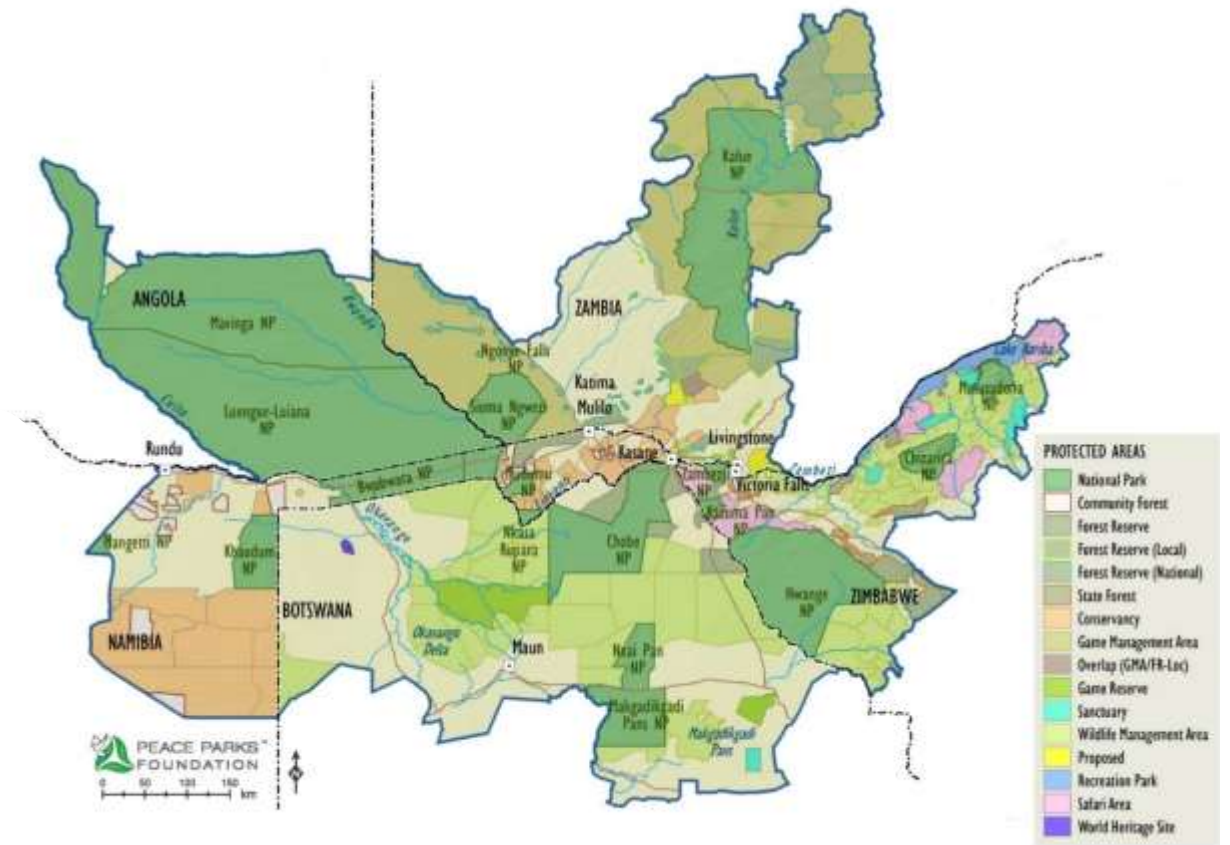 Kafue
NP
Kafue
ANGOLA
Mavinga NP
Luengue-Luiana
NP
ZAMBIA
Ngonye Falls
NP
Sioma Ngwezi
NP
Katima
Mulilo
Lake Kariba
Matusadona
NP
Chizarira
NP
Rundu
Kasane
Livingstone
Zambezi
Victoria Falls
Zambezi
NP
Kazuma Pan
NP
Bwabwata NP
Mangetti NP
Khaudum
NP
Okavango
Nkasa
Rupara
NP
Chobe
NP
Hwange
NP
ZIMBABWE
BOTSWANA
NAMIBIA
Okavango
Delta
Maun
Nxai Pan
NP
Makgadikgadi
Pans NP
Makgadikgadi
Pans
PEACE PARKS™
FOUNDATION
0 50 100 150
km
N
PROTECTED AREAS
National Park
Community Forest
Forest Reserve
Forest Reserve (Local)
Forest Reserve (National)
State Forest
Conservancy
Game Management Area
Overlap (GMA/FR-Loc)
Game Reserve
Sanctuary
Wildlife Management Area
Proposed
Recreation Park
Safari Area
World Heritage Site